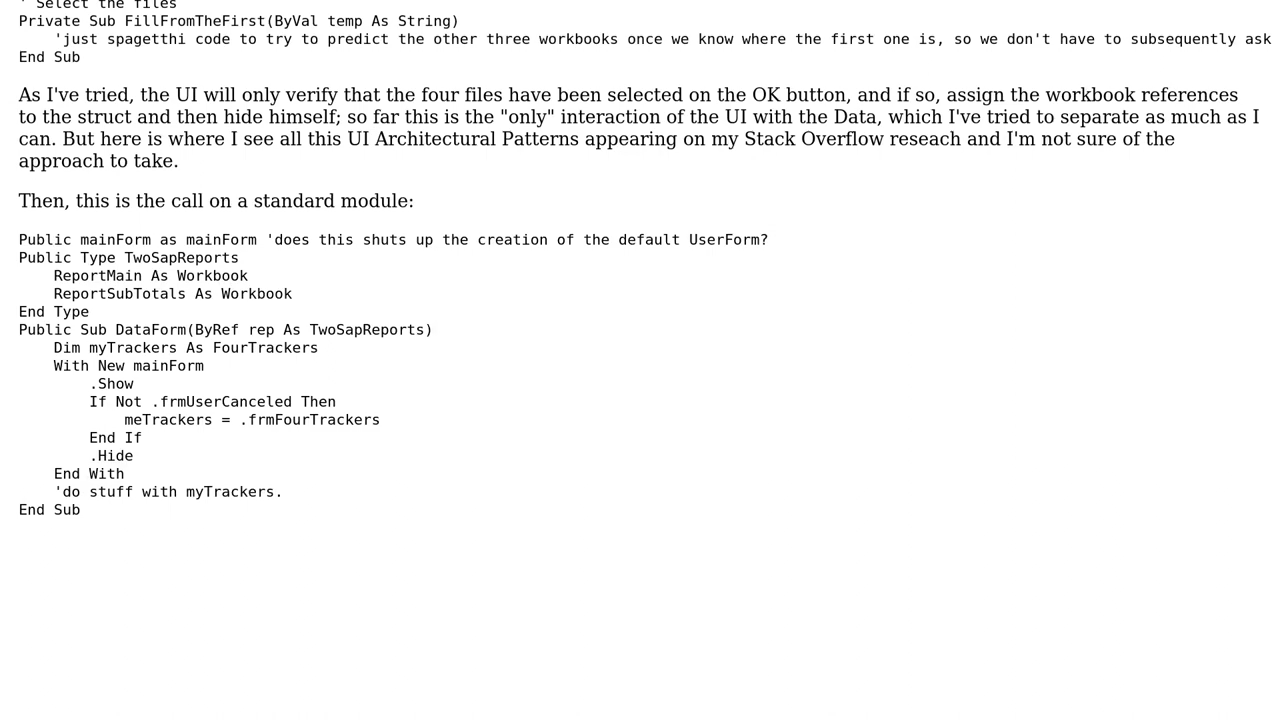 ' Select the files
Private Sub FillFromTheFirst(ByVal temp As String)
    'just spagetthi code to try to predict the other three workbooks once we know where the first one is, so we don't have to subsequently ask
End Sub
As I've tried, the UI will only verify that the four files have been selected on the OK button, and if so, assign the workbook references
to the struct and then hide himself; so far this is the "only" interaction of the UI with the Data, which I've tried to separate as much as I
can. But here is where I see all this UI Architectural Patterns appearing on my Stack Overflow reseach and I'm not sure of the
approach to take.
Then, this is the call on a standard module:
Public mainForm as mainForm 'does this shuts up the creation of the default UserForm?
Public Type TwoSapReports
    ReportMain As Workbook
    ReportSubTotals As Workbook
End Type
Public Sub DataForm(ByRef rep As TwoSapReports)
    Dim myTrackers As FourTrackers
    With New mainForm
        .Show
        If Not .frmUserCanceled Then
            meTrackers = .frmFourTrackers
        End If
        .Hide
    End With
    'do stuff with myTrackers.
End Sub